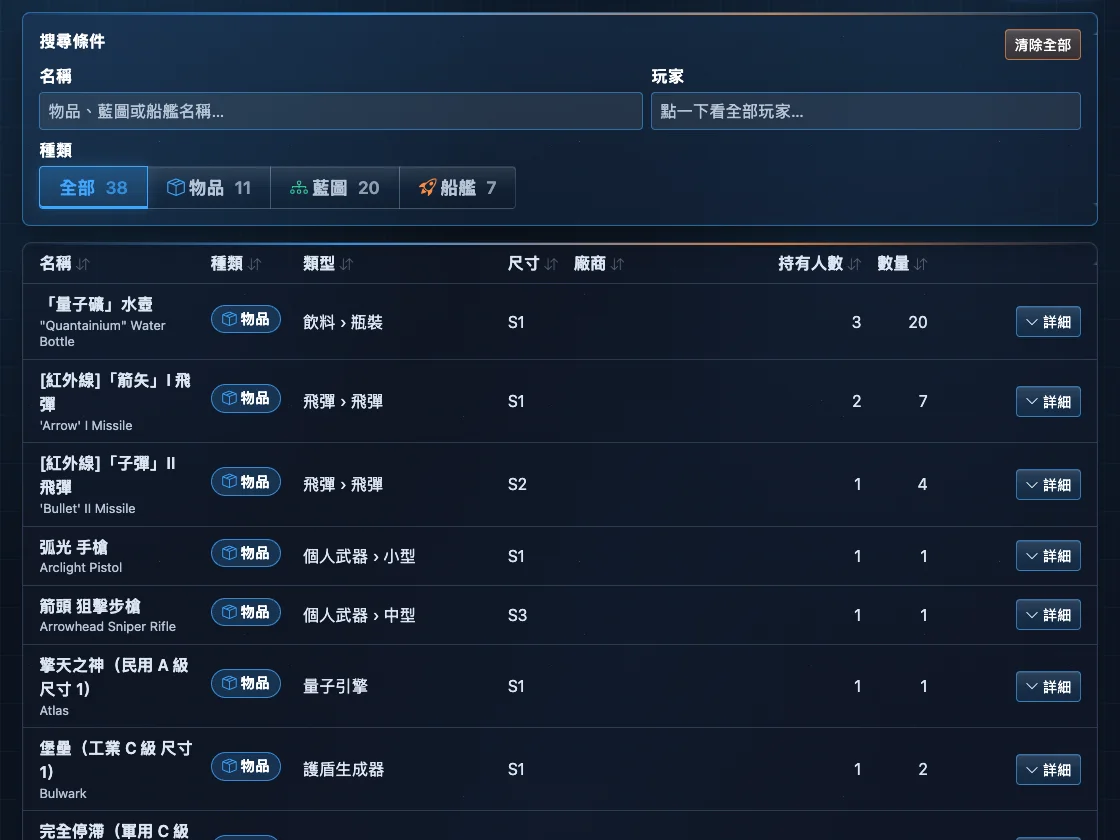 搜尋條件
清除全部
名稱
玩家
物品、藍圖或船艦名稱...
點一下看全部玩家...
種類
全部 38 物品 11 藍圖 20 船艦 7
名稱 種類 類型 尺寸 廠商 持有人數 數量
「量子礦」水壺
"Quantainium" Water
Bottle
物品 飲料 › 瓶裝 S1 3 20 詳細
[紅外線]「箭矢」I 飛
彈
'Arrow' I Missile
物品 飛彈 › 飛彈 S1 2 7 詳細
[紅外線]「子彈」II
飛彈
'Bullet' II Missile
物品 飛彈 › 飛彈 S2 1 4 詳細
弧光 手槍
Arclight Pistol
物品 個人武器 › 小型 S1 1 1 詳細
箭頭 狙擊步槍
Arrowhead Sniper Rifle
物品 個人武器 › 中型 S3 1 1 詳細
擎天之神（民用 A 級
尺寸 1）
Atlas
物品 量子引擎 S1 1 1 詳細
堡壘（工業 C 級 尺寸
1）
Bulwark
物品 護盾生成器 S1 1 2 詳細
完全停滯（軍用 C 級